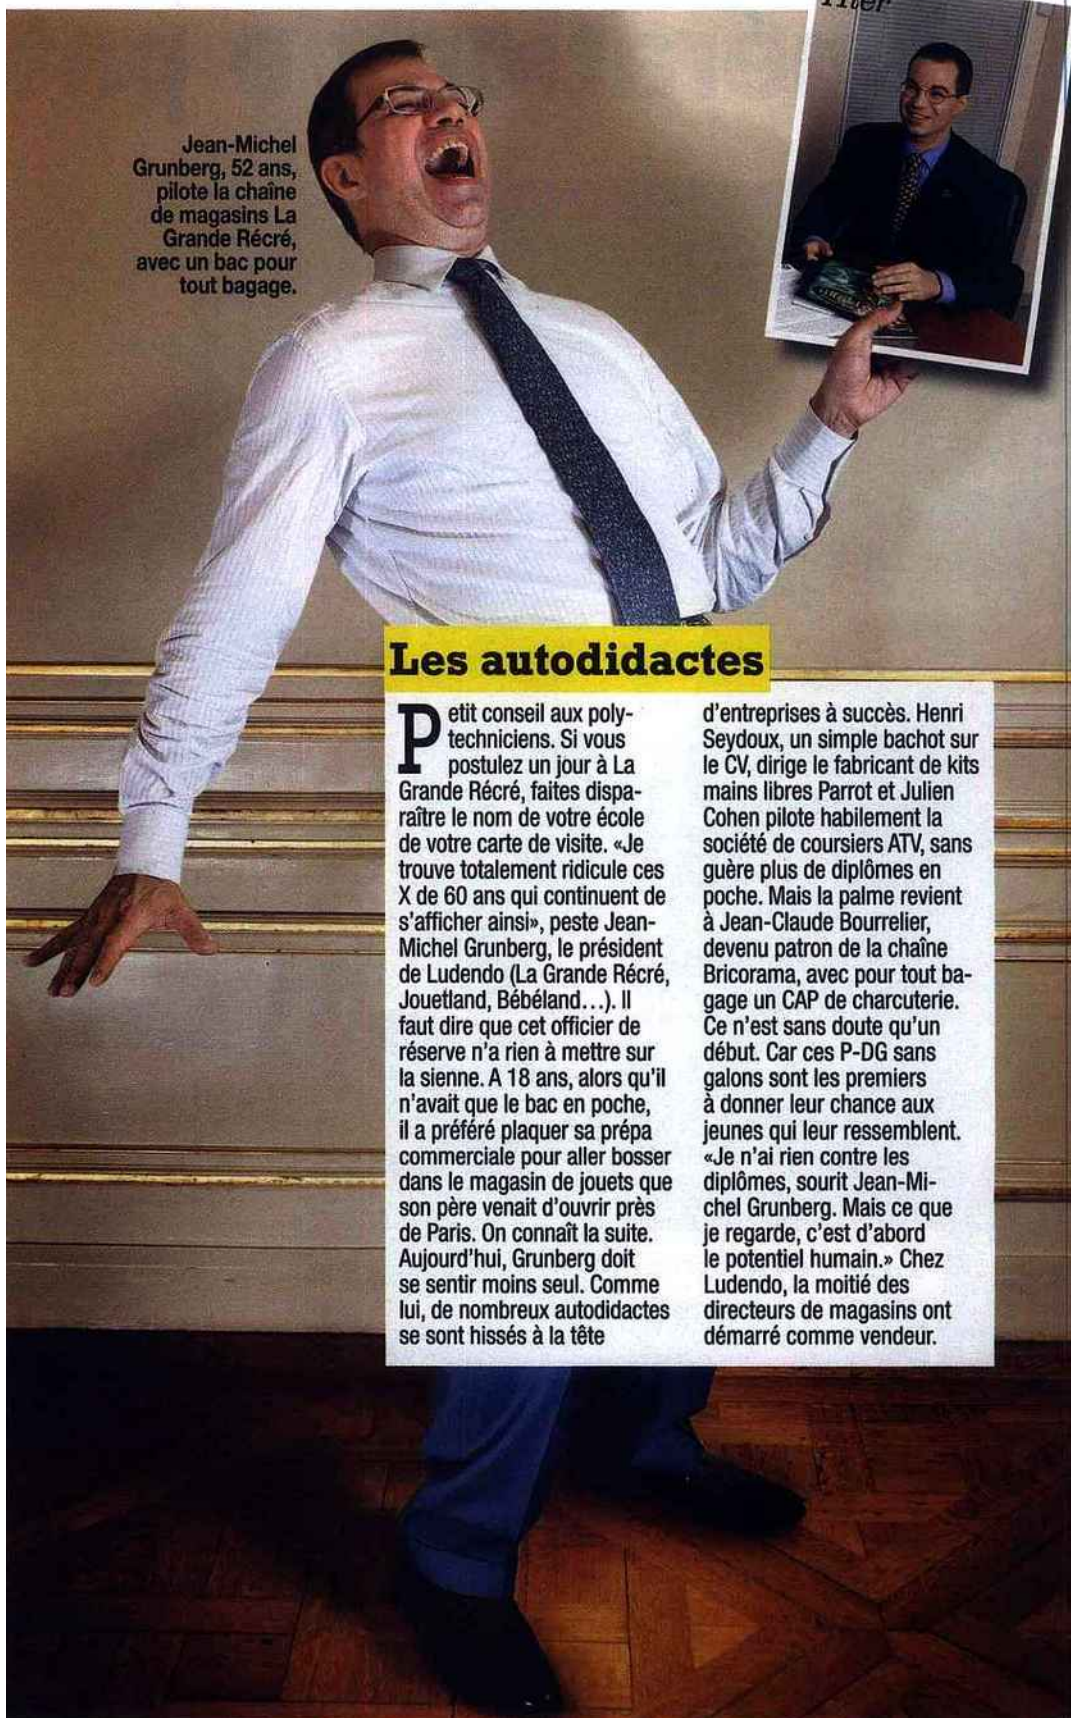 Jean-Michel
Grunberg, 52 ans,
pilote la chaîne
de magasins La
Grande Récré,
avec un bac pour
tout bagage.
Les autodidactes
Petit conseil aux poly-
techniciens. Si vous
postulez un jour à La
Grande Récré, faites dispa-
raître le nom de votre école
de votre carte de visite. «Je
trouve totalement ridicule ces
X de 60 ans qui continuent de
s'afficher ainsi», peste Jean-
Michel Grunberg, le président
de Ludendo (La Grande Récré,
Jouetland, Bébéland…). Il
faut dire que cet officier de
réserve n'a rien à mettre sur
la sienne. A 18 ans, alors qu'il
n'avait que le bac en poche,
il a préféré plaquer sa prépa
commerciale pour aller bosser
dans le magasin de jouets que
son père venait d'ouvrir près
de Paris. On connaît la suite.
Aujourd'hui, Grunberg doit
se sentir moins seul. Comme
lui, de nombreux autodidactes
se sont hissés à la tête
d'entreprises à succès. Henri
Seydoux, un simple bachot sur
le CV, dirige le fabricant de kits
mains libres Parrot et Julien
Cohen pilote habilement la
société de coursiers ATV, sans
guère plus de diplômes en
poche. Mais la palme revient
à Jean-Claude Bourrelier,
devenu patron de la chaîne
Bricorama, avec pour tout ba-
gage un CAP de charcuterie.
Ce n'est sans doute qu'un
début. Car ces P-DG sans
galons sont les premiers
à donner leur chance aux
jeunes qui leur ressemblent.
«Je n'ai rien contre les
diplômes, sourit Jean-Mi-
chel Grunberg. Mais ce que
je regarde, c'est d'abord
le potentiel humain.» Chez
Ludendo, la moitié des
directeurs de magasins ont
démarré comme vendeur.